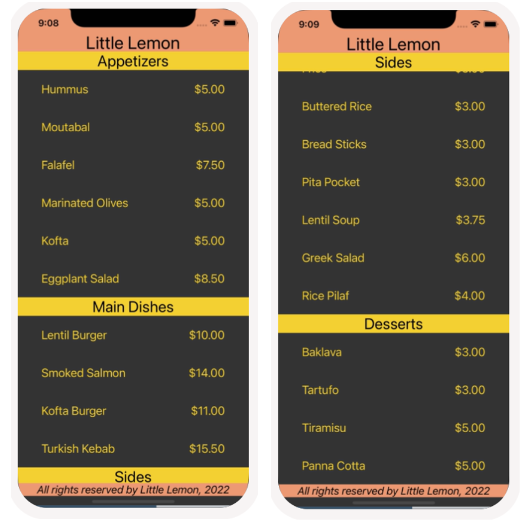 9:08
Little Lemon
Appetizers
Hummus $5.00
Moutabal $5.00
Falafel $7.50
Marinated Olives $5.00
Kofta $5.00
Eggplant Salad $8.50
Main Dishes
Lentil Burger $10.00
Smoked Salmon $14.00
Kofta Burger $11.00
Turkish Kebab $15.50
Sides
All rights reserved by Little Lemon, 2022
9:09
Little Lemon
Sides
Buttered Rice $3.00
Bread Sticks $3.00
Pita Pocket $3.00
Lentil Soup $3.75
Greek Salad $6.00
Rice Pilaf $4.00
Desserts
Baklava $3.00
Tartufo $3.00
Tiramisu $5.00
Panna Cotta $5.00
All rights reserved by Little Lemon, 2022